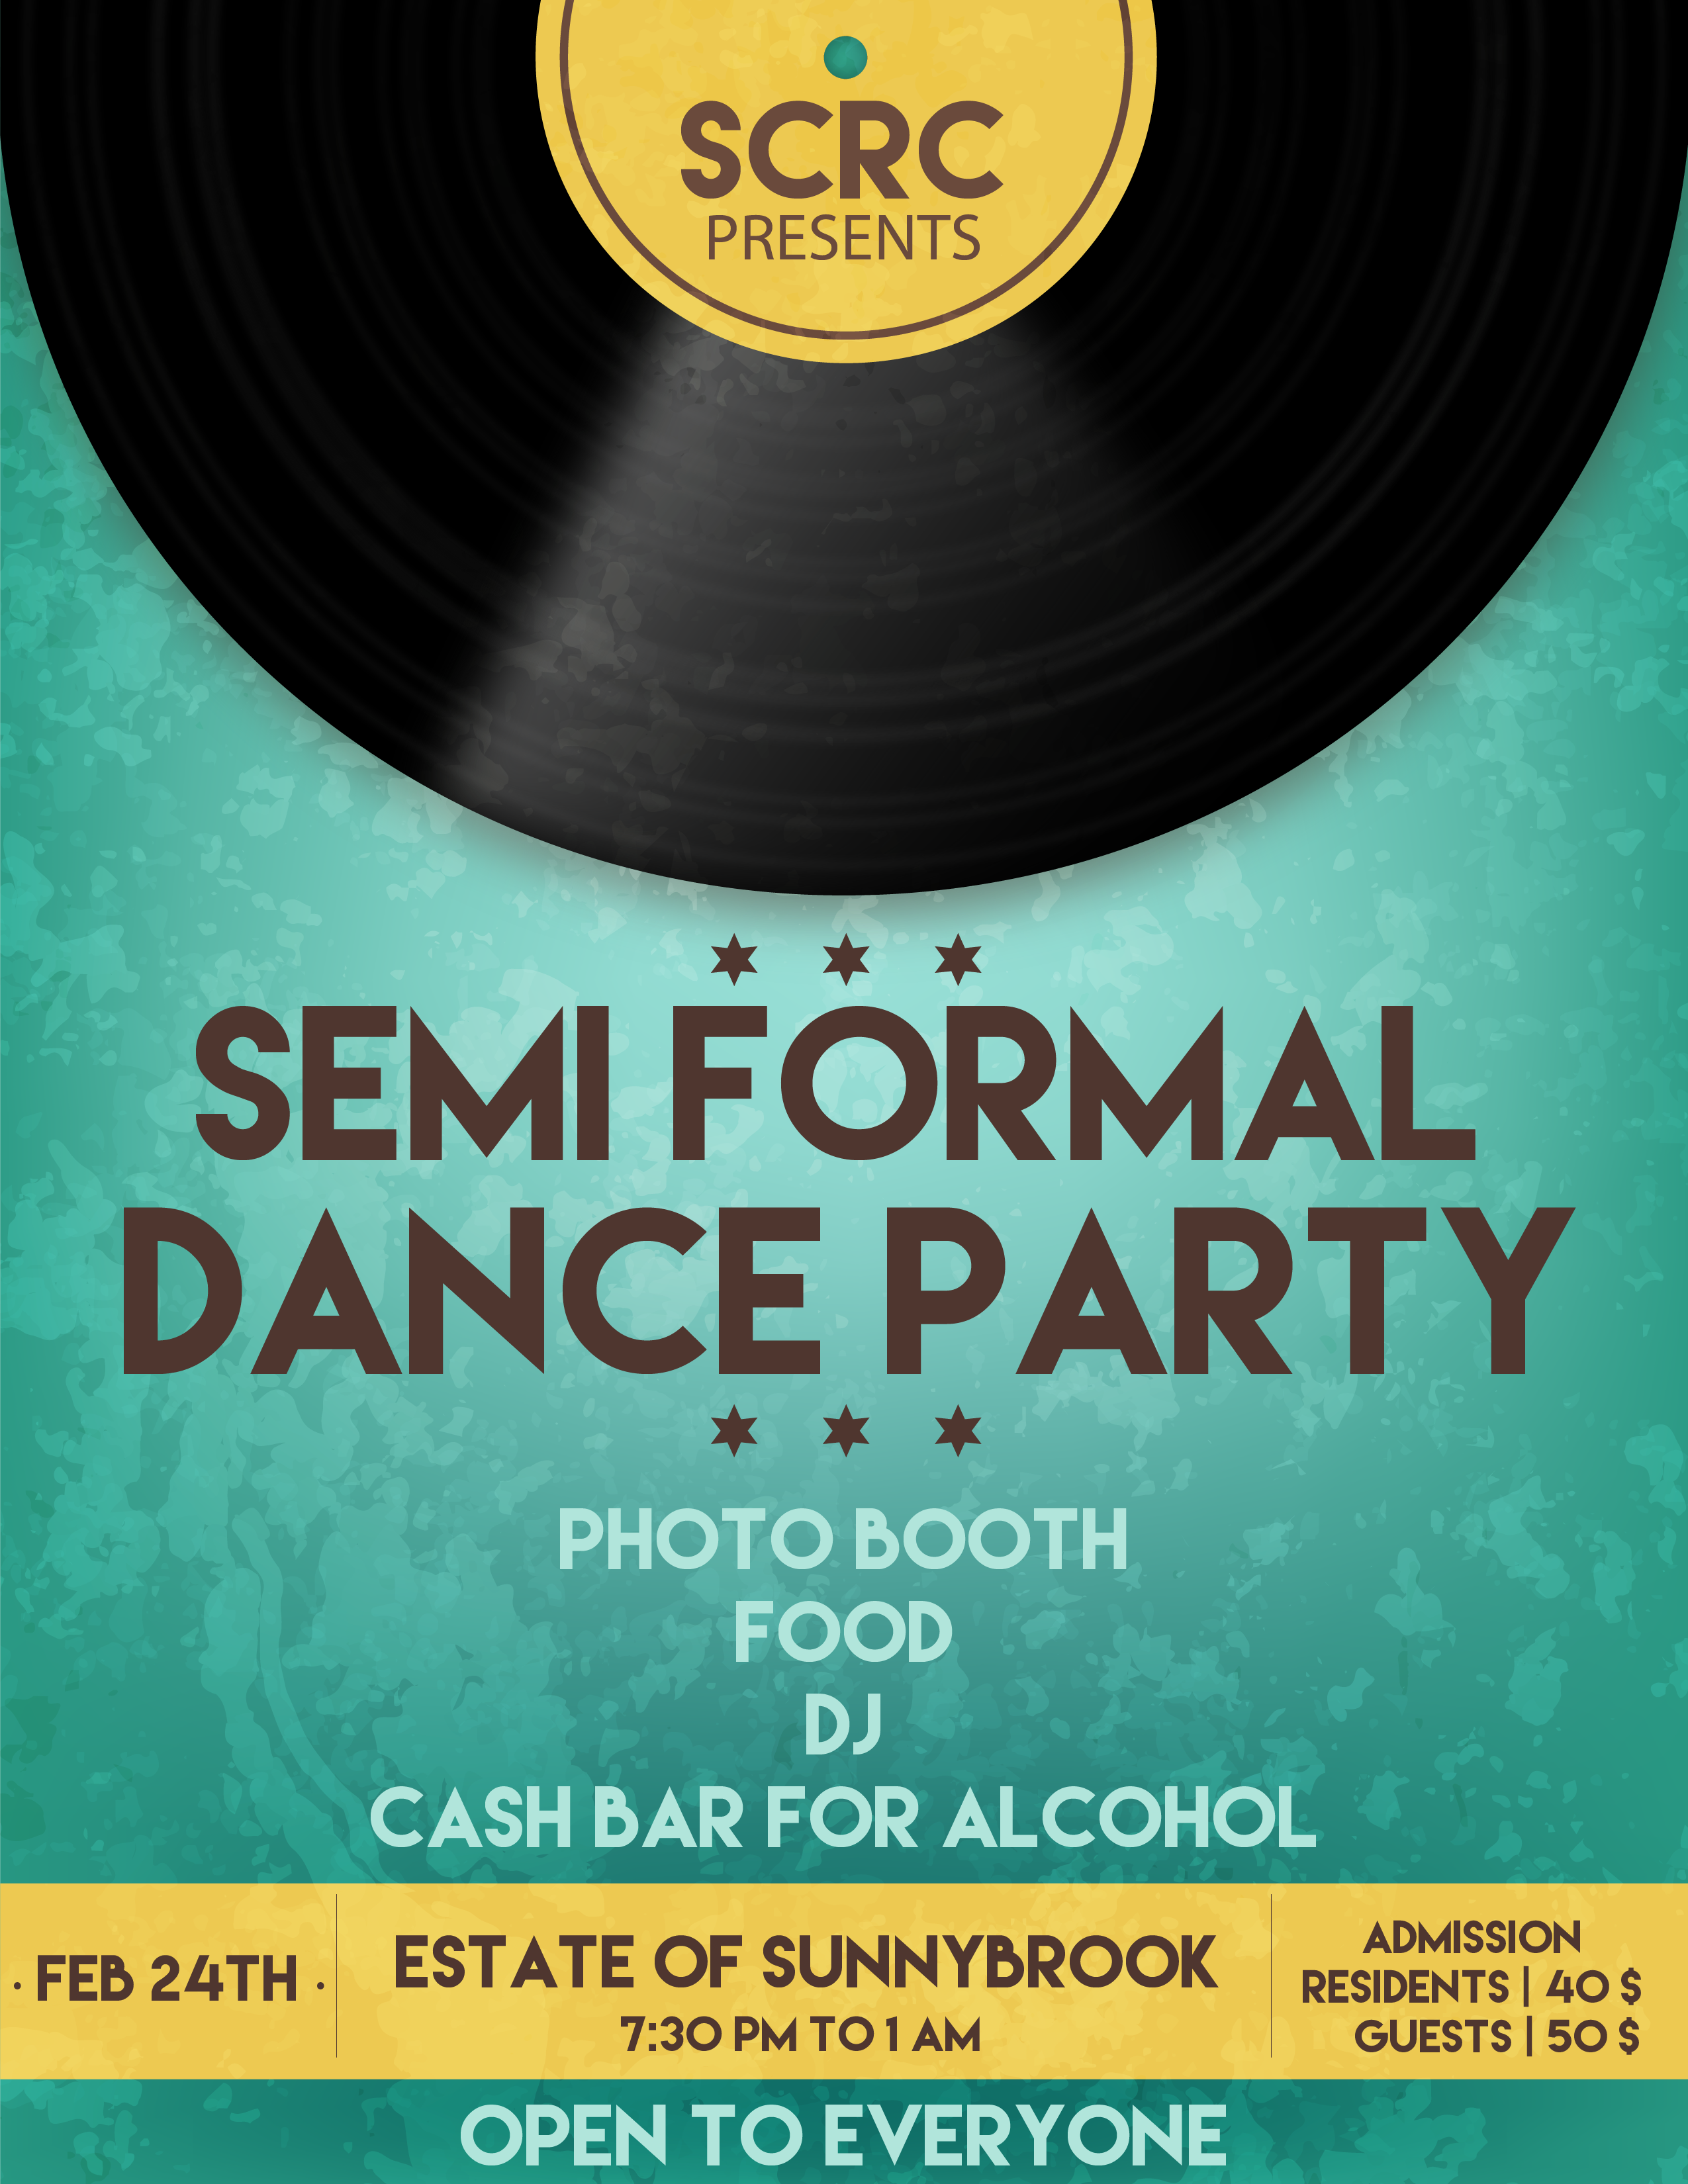 SCRC
PRESENTS
SEMI FORMAL
DANCE PARTY
PHOTO BOOTH
FOOD
DJ
CASH BAR FOR ALCOHOL
• FEB 24TH •
ESTATE OF SUNNYBROOK
7:30 PM TO 1 AM
ADMISSION
RESIDENTS | 40 $
GUESTS | 50 $
OPEN TO EVERYONE